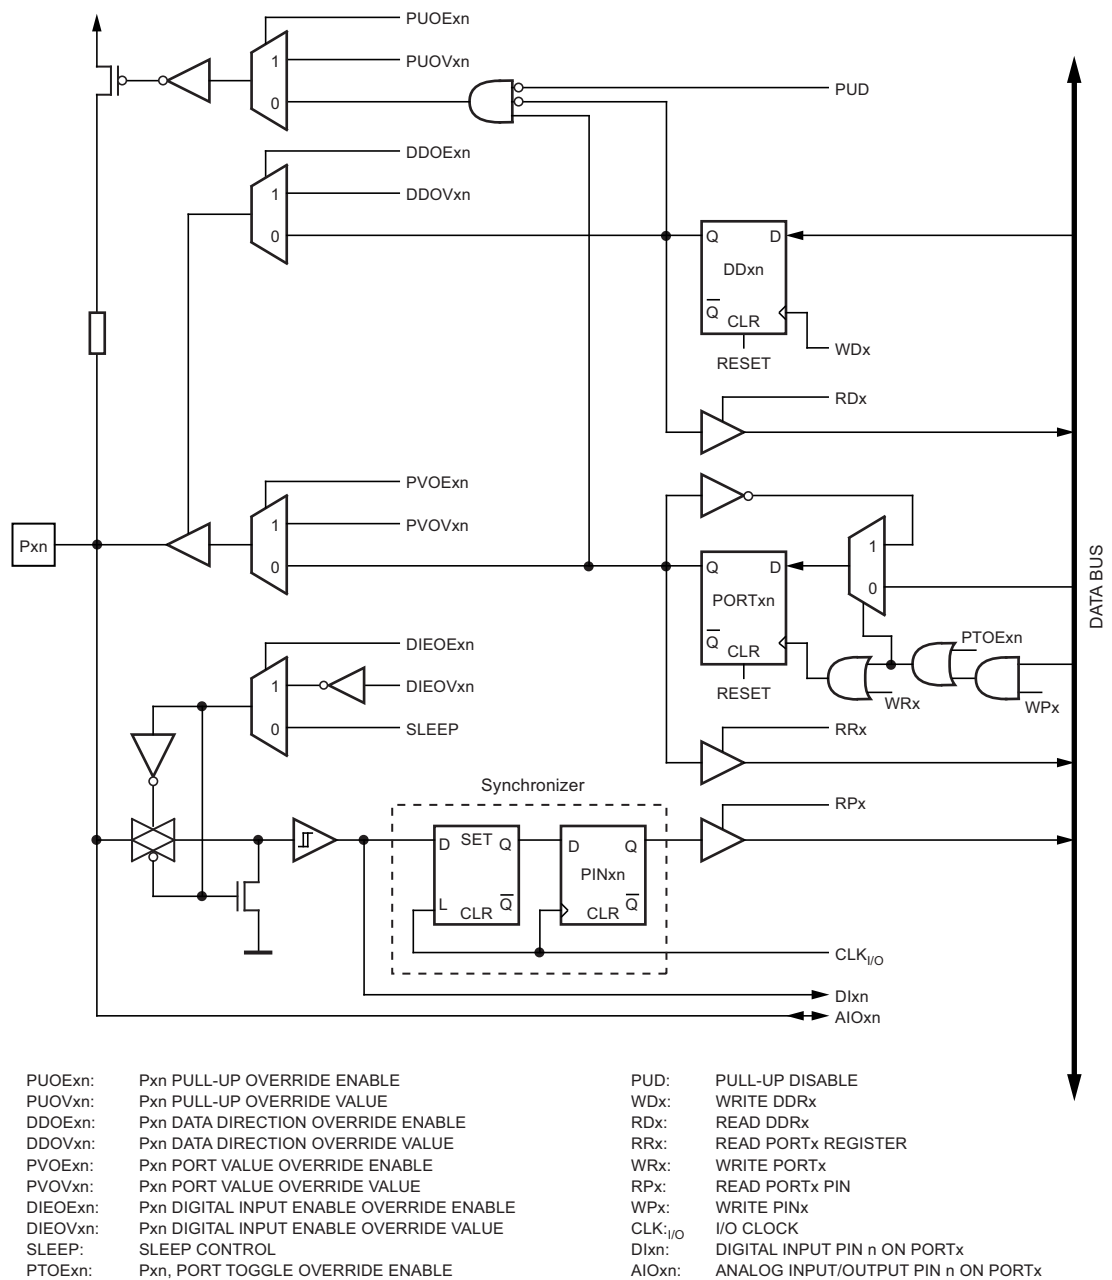 PUOExn
1
PUOVxn
0
PUD
DDOExn
1
DDOVxn
0
Q D
DDxn
Q
CLR
RESET
WDx
RDx
PVOExn
1
PVOVxn
0
Pxn
1
0
Q D
PORTxn
Q
CLR
RESET
PTOExn
WRx
WPx
DATA BUS
DIEOExn
1
DIEOVxn
0
SLEEP
RRx
Synchronizer
RPx
D SET Q
L
CLR
Q
D Q
PINxn
CLR
Q
CLKI/O
DIxn
AIOxn
PUOExn: Pxn PULL-UP OVERRIDE ENABLE
PUOVxn: Pxn PULL-UP OVERRIDE VALUE
DDOExn: Pxn DATA DIRECTION OVERRIDE ENABLE
DDOVxn: Pxn DATA DIRECTION OVERRIDE VALUE
PVOExn: Pxn PORT VALUE OVERRIDE ENABLE
PVOVxn: Pxn PORT VALUE OVERRIDE VALUE
DIEOExn: Pxn DIGITAL INPUT ENABLE OVERRIDE ENABLE
DIEOVxn: Pxn DIGITAL INPUT ENABLE OVERRIDE VALUE
SLEEP: SLEEP CONTROL
PTOExn: Pxn, PORT TOGGLE OVERRIDE ENABLE
PUD: PULL-UP DISABLE
WDx: WRITE DDRx
RDx: READ DDRx
RRx: READ PORTx REGISTER
WRx: WRITE PORTx
RPx: READ PORTx PIN
WPx: WRITE PINx
CLK:I/O I/O CLOCK
DIxn: DIGITAL INPUT PIN n ON PORTx
AIOxn: ANALOG INPUT/OUTPUT PIN n ON PORTx